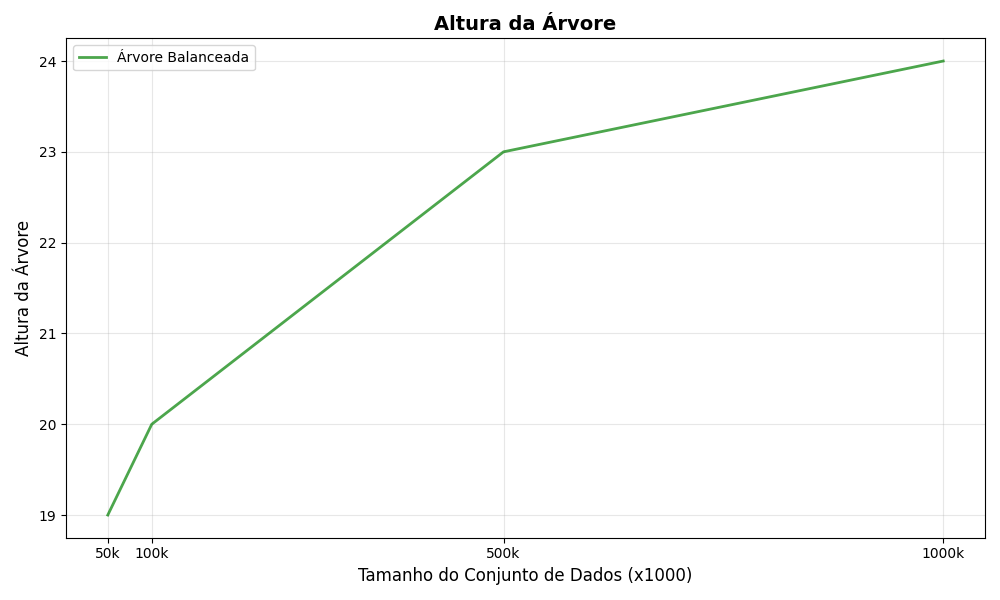 Altura da Árvore
Árvore Balanceada
Altura da Árvore
24
23
22
21
20
19
50k
100k
500k
1000k
Tamanho do Conjunto de Dados (x1000)